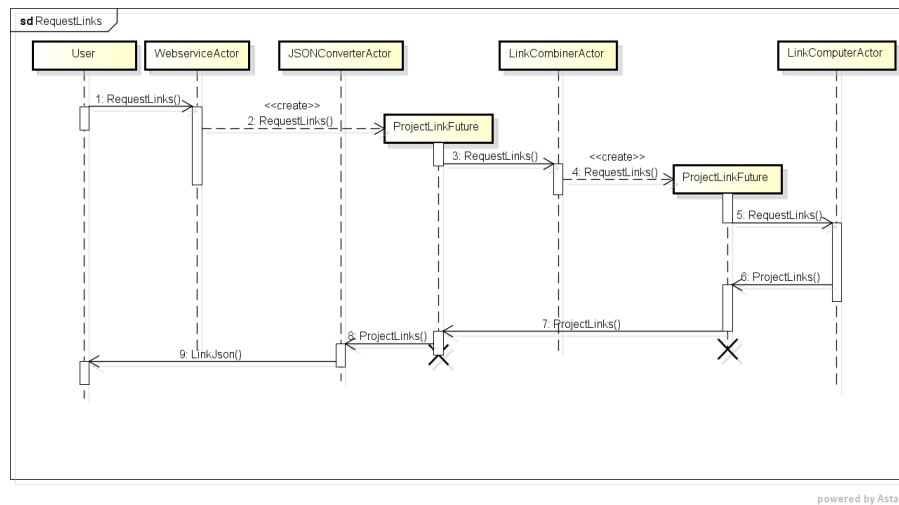 sd RequestLinks
User
WebserviceActor
JSONConverterActor
LinkCombinerActor
LinkComputerActor
1: RequestLinks()
<<create>>
2: RequestLinks()
ProjectLinkFuture
3: RequestLinks()
<<create>>
4: RequestLinks()
ProjectLinkFuture
5: RequestLinks()
6: ProjectLinks()
7: ProjectLinks()
8: ProjectLinks()
9: LinkJson()
powered by Asta